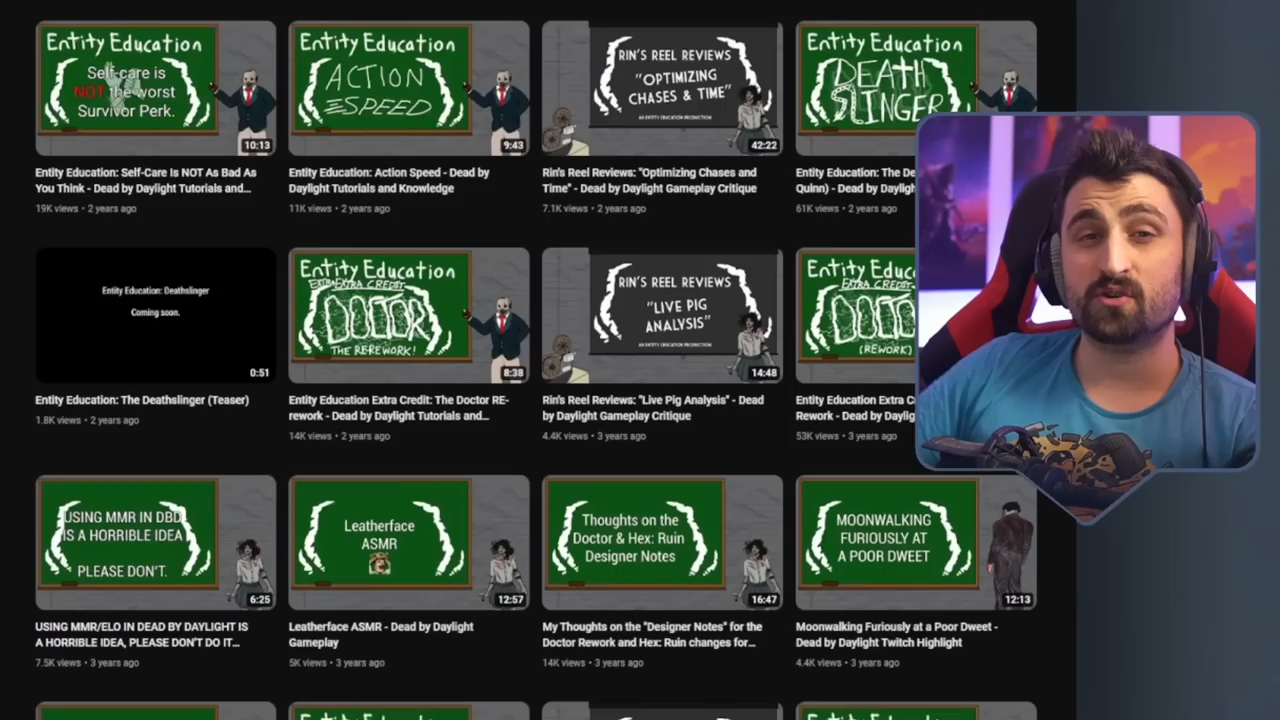 Entity Education
Self-care is
NOT the worst
Survivor Perk.
10:13
Entity Education
ACTION
SPEED
9:43
RIN'S REEL REVIEWS
"OPTIMIZING
CHASES & TIME"
AN ENTITY EDUCATION PRODUCTION
42:22
Entity Education
DEATH
SLINGER
Entity Education: Self-Care Is NOT As Bad As
You Think - Dead by Daylight Tutorials and...
19K views • 2 years ago
Entity Education: Action Speed - Dead by
Daylight Tutorials and Knowledge
11K views • 2 years ago
Rin's Reel Reviews: "Optimizing Chases and
Time" - Dead by Daylight Gameplay Critique
7.1K views • 2 years ago
Entity Education: The De
Quinn) - Dead by Dayligh
61K views • 2 years ago
Entity Education: Deathslinger
Coming soon.
0:51
Entity Education
EXTRA CREDIT
DOCTOR
THE RE-REWORK!
8:38
RIN'S REEL REVIEWS
"LIVE PIG
ANALYSIS"
AN ENTITY EDUCATION PRODUCTION
14:48
Entity Educa
EXTRA CREDIT
(REWORK)
Entity Education: The Deathslinger (Teaser)
1.8K views • 2 years ago
Entity Education Extra Credit: The Doctor RE-
rework - Dead by Daylight Tutorials and...
14K views • 2 years ago
Rin's Reel Reviews: "Live Pig Analysis" - Dead
by Daylight Gameplay Critique
4.4K views • 3 years ago
Entity Education Extra C
Rework - Dead by Daylig
53K views • 3 years ago
USING MMR IN DBD
IS A HORRIBLE IDEA
PLEASE DON'T.
6:25
Leatherface
ASMR
12:57
Thoughts on the
Doctor & Hex: Ruin
Designer Notes
16:47
MOONWALKING
FURIOUSLY AT
A POOR DWEET
12:13
USING MMR/ELO IN DEAD BY DAYLIGHT IS
A HORRIBLE IDEA, PLEASE DON'T DO IT...
7.5K views • 3 years ago
Leatherface ASMR - Dead by Daylight
Gameplay
5K views • 3 years ago
My Thoughts on the "Designer Notes" for the
Doctor Rework and Hex: Ruin changes for...
14K views • 3 years ago
Moonwalking Furiously at a Poor Dweet -
Dead by Daylight Twitch Highlight
4.4K views • 3 years ago